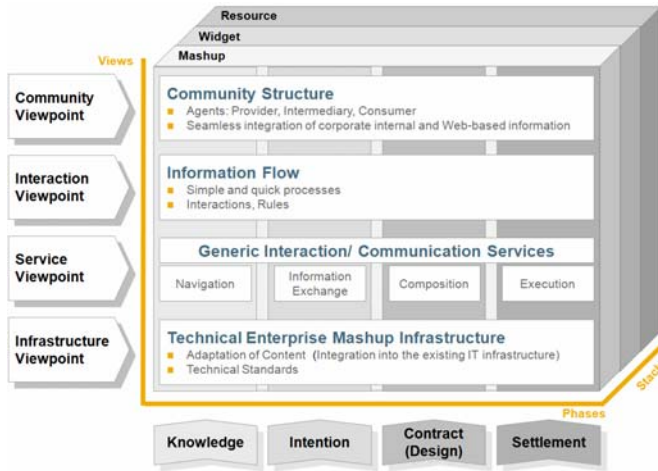 Resource
Widget
Mashup
Views
Community
Viewpoint
Community Structure
Agents: Provider, Intermediary, Consumer
Seamless integration of corporate internal and Web-based information
Interaction
Viewpoint
Information Flow
Simple and quick processes
Interactions, Rules
Service
Viewpoint
Generic Interaction/ Communication Services
Navigation
Information
Exchange
Composition
Execution
Infrastructure
Viewpoint
Technical Enterprise Mashup Infrastructure
Adaptation of Content (Integration into the existing IT infrastructure)
Technical Standards
Stack
Phases
Knowledge
Intention
Contract
(Design)
Settlement